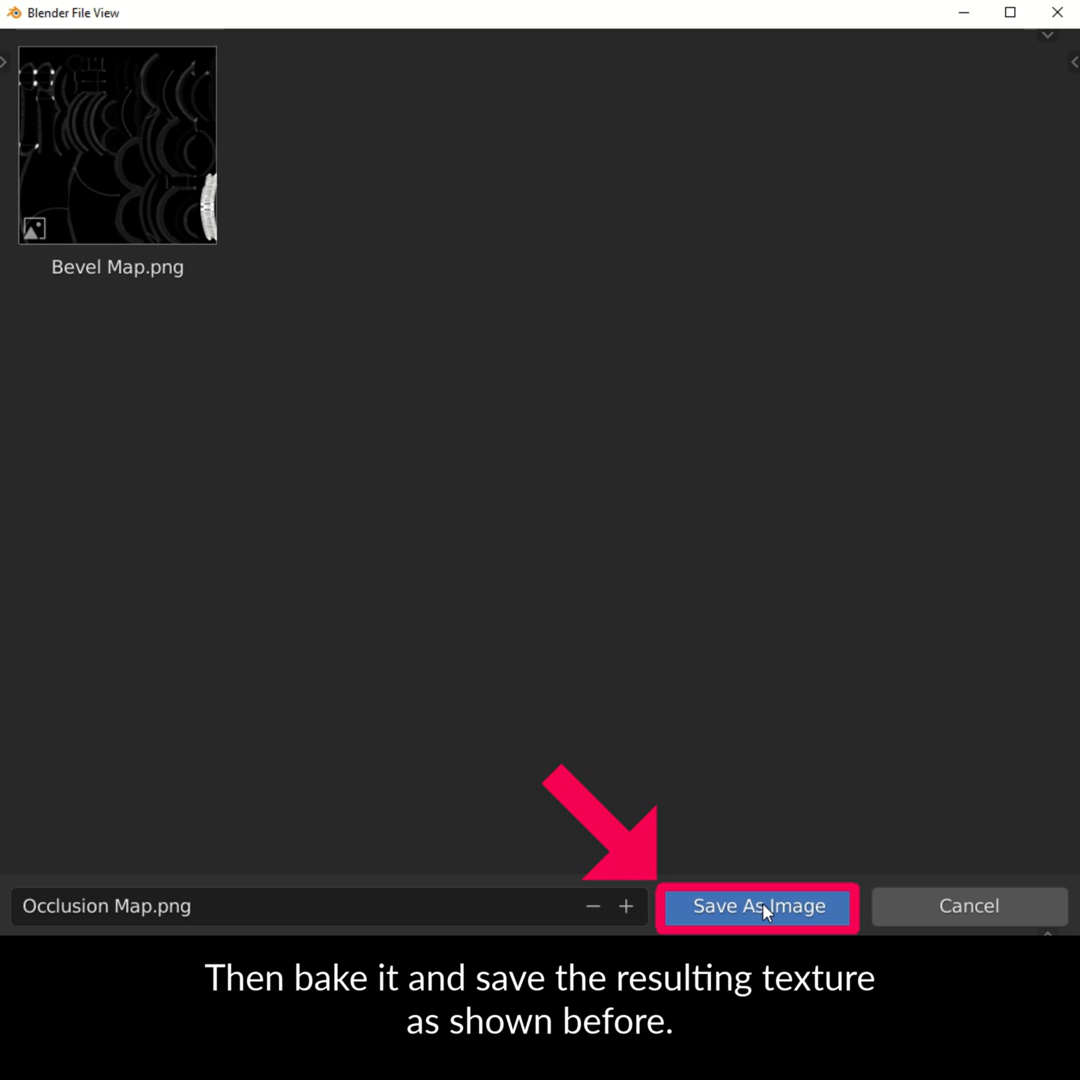 Blender File View
Bevel Map.png
Occlusion Map.png
Save As Image
Cancel
Then bake it and save the resulting texture
as shown before.